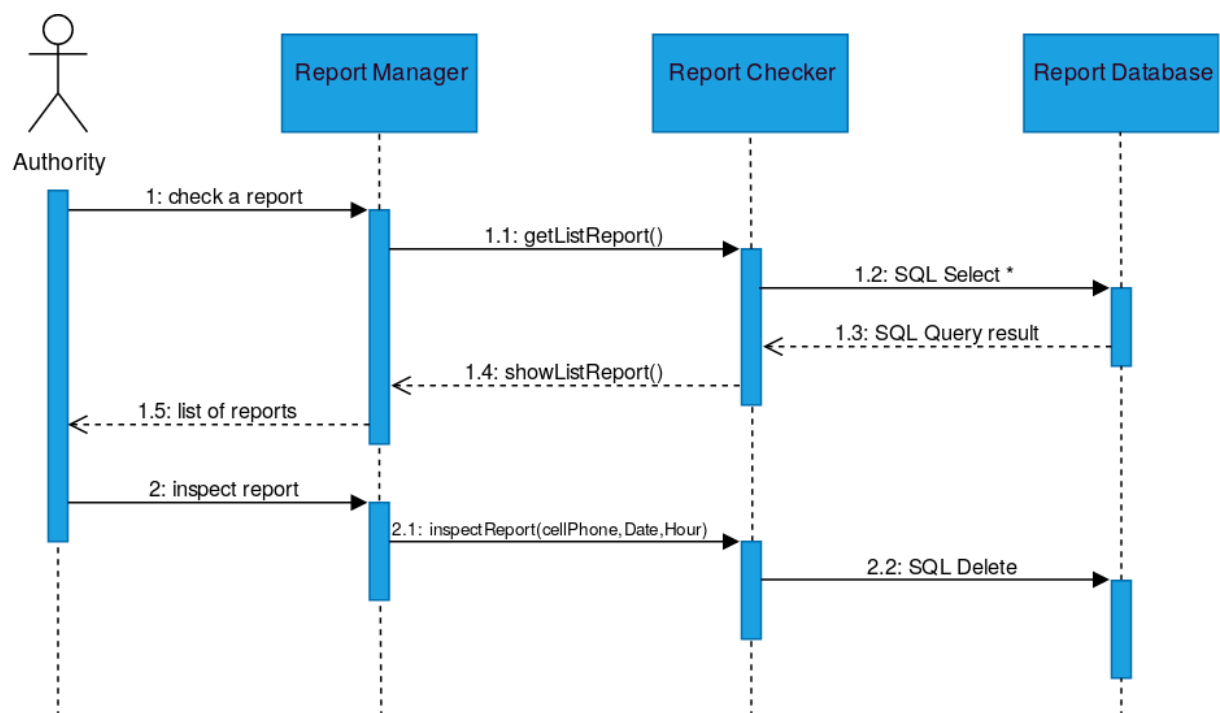 Report Manager
Report Checker
Report Database
Authority
1: check a report
1.1: getListReport()
1.2: SQL Select *
1.3: SQL Query result
1.4: showListReport()
1.5: list of reports
2: inspect report
2.1: inspectReport(cellPhone,Date,Hour)
2.2: SQL Delete